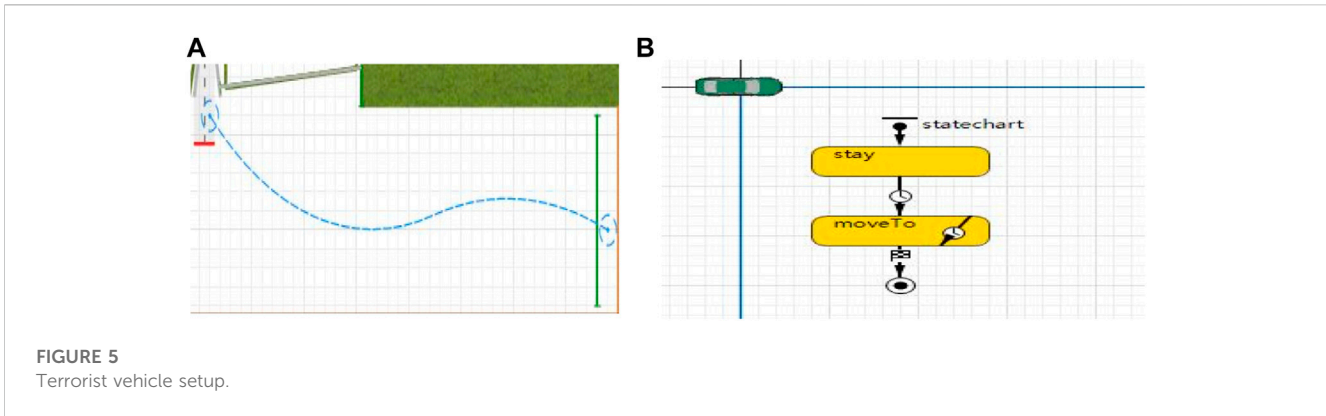 A
B
statechart
stay
moveTo
FIGURE 5
Terrorist vehicle setup.